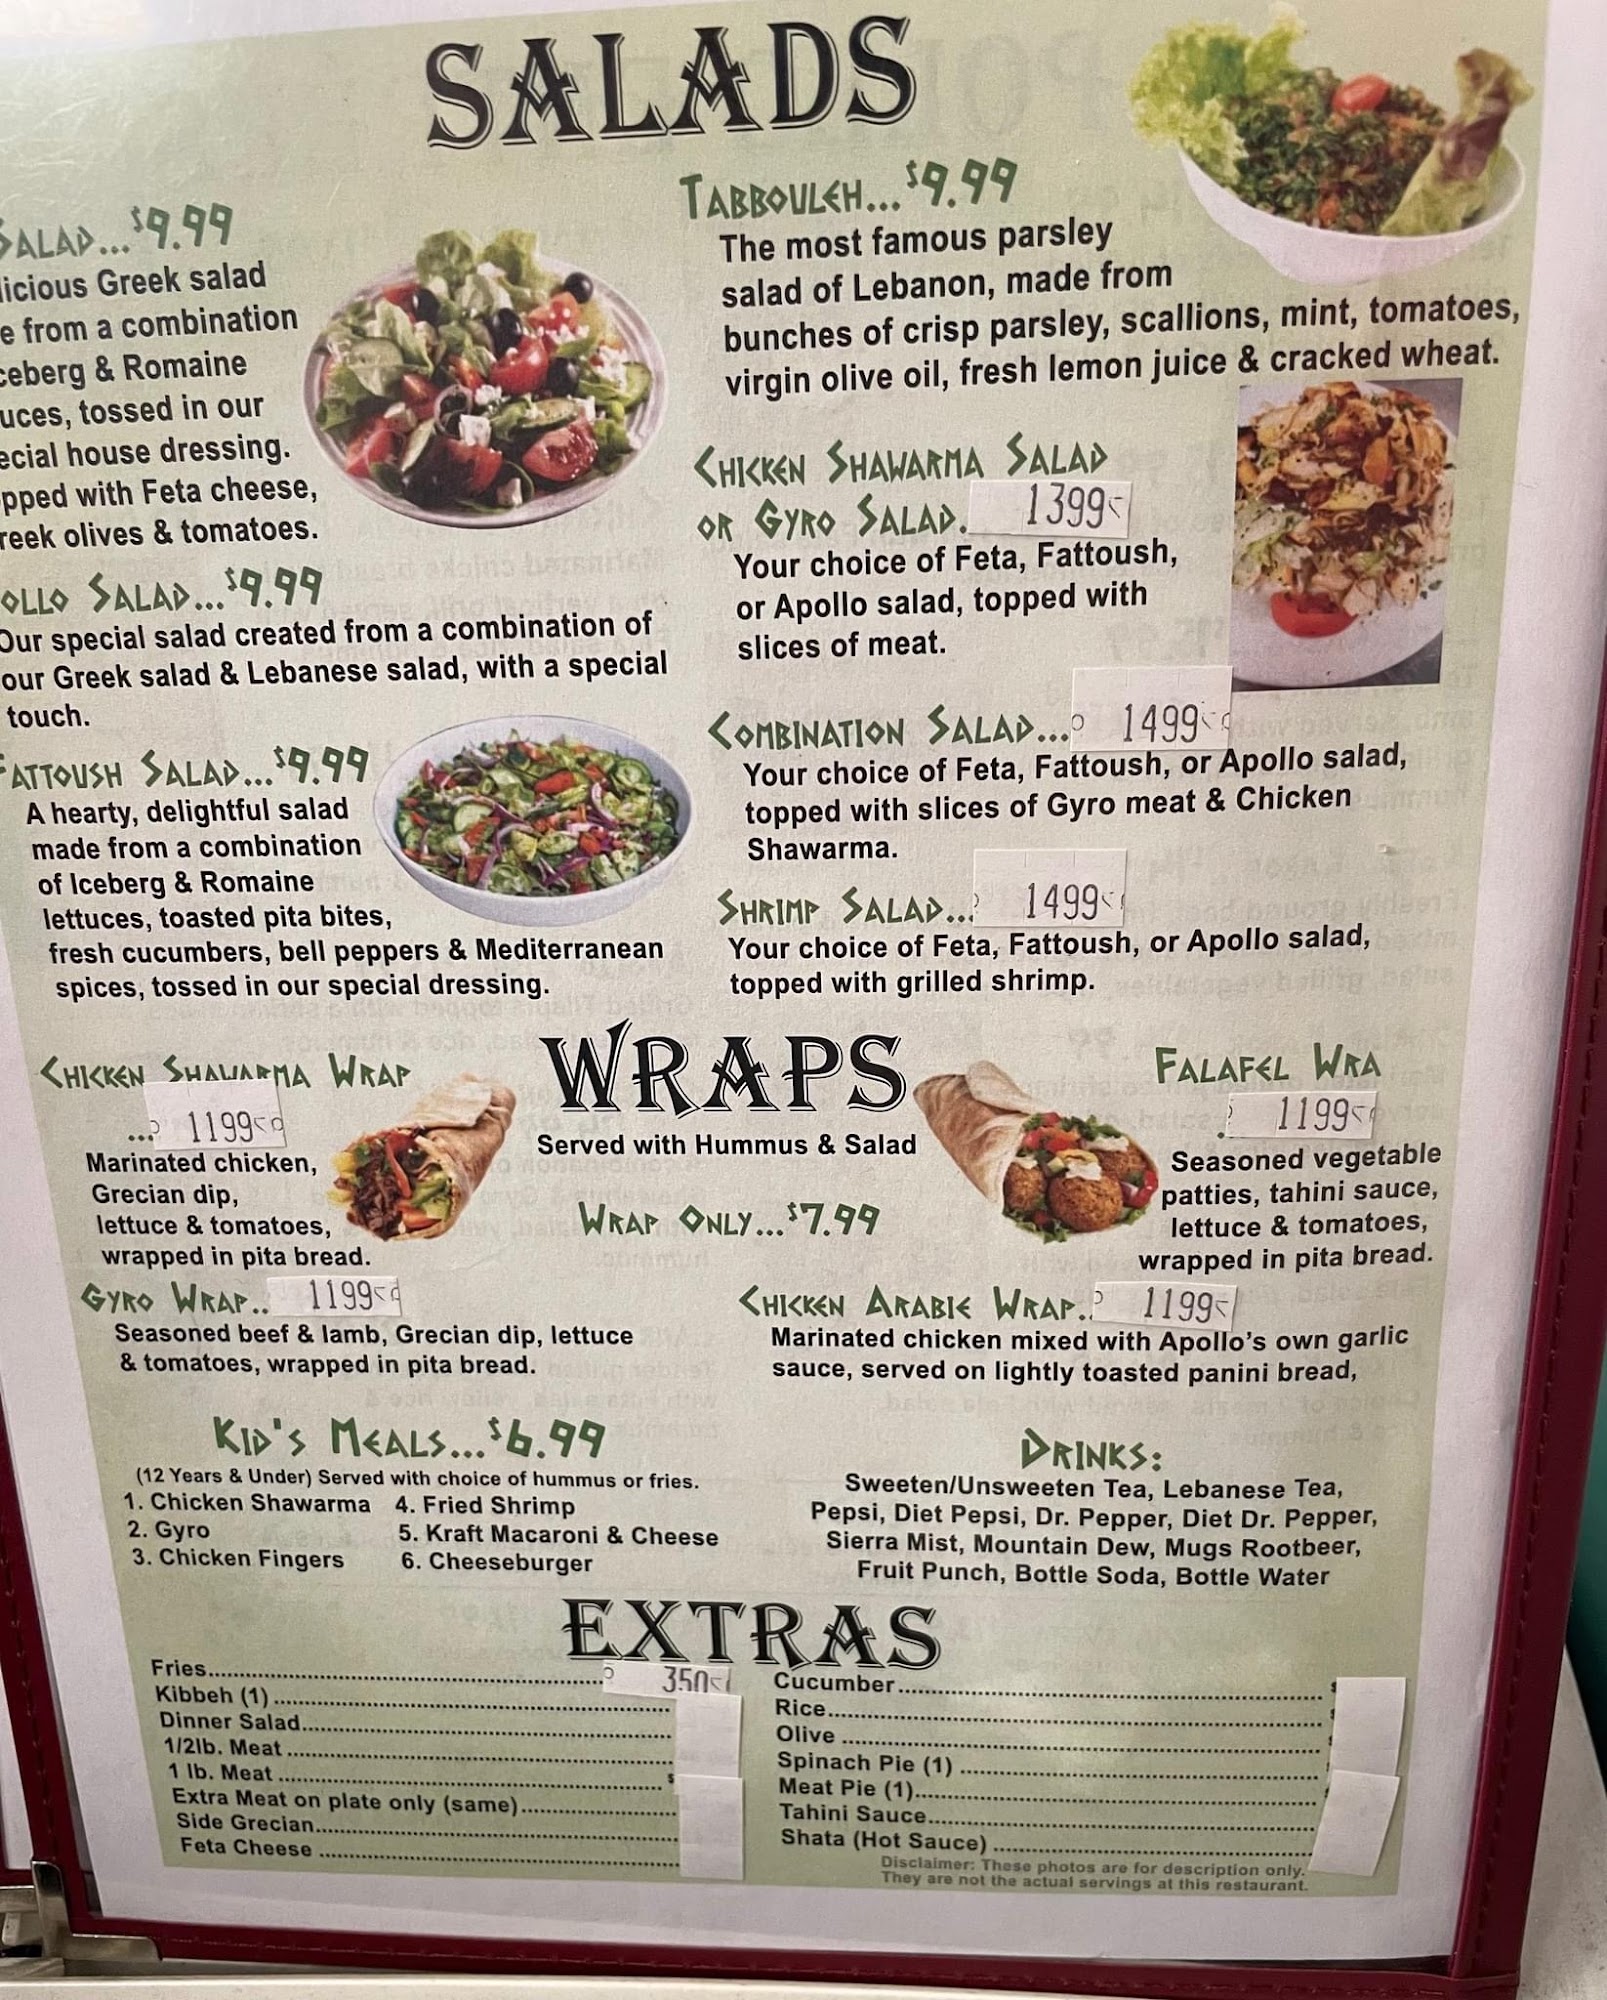 SALADS
SALAD...$9.99
licious Greek salad
e from a combination
ceberg & Romaine
uces, tossed in our
ecial house dressing.
pped with Feta cheese,
reek olives & tomatoes.
OLLO SALAD...$9.99
Our special salad created from a combination of
our Greek salad & Lebanese salad, with a special
touch.
FATTOUSH SALAD...$9.99
A hearty, delightful salad
made from a combination
of Iceberg & Romaine
lettuces, toasted pita bites,
fresh cucumbers, bell peppers & Mediterranean
spices, tossed in our special dressing.
TABBOULEH...$9.99
The most famous parsley
salad of Lebanon, made from
bunches of crisp parsley, scallions, mint, tomatoes,
virgin olive oil, fresh lemon juice & cracked wheat.
CHICKEN SHAWARMA SALAD
OR GYRO SALAD. 1399
Your choice of Feta, Fattoush,
or Apollo salad, topped with
slices of meat.
COMBINATION SALAD... 1499
Your choice of Feta, Fattoush, or Apollo salad,
topped with slices of Gyro meat & Chicken
Shawarma.
SHRIMP SALAD... 1499
Your choice of Feta, Fattoush, or Apollo salad,
topped with grilled shrimp.
WRAPS
Served with Hummus & Salad
WRAP ONLY...$7.99
CHICKEN SHAWARMA WRAP
... 1199
Marinated chicken,
Grecian dip,
lettuce & tomatoes,
wrapped in pita bread.
GYRO WRAP.. 1199
Seasoned beef & lamb, Grecian dip, lettuce
& tomatoes, wrapped in pita bread.
FALAFEL WRA
. 1199
Seasoned vegetable
patties, tahini sauce,
lettuce & tomatoes,
wrapped in pita bread.
CHICKEN ARABIE WRAP.. 1199
Marinated chicken mixed with Apollo's own garlic
sauce, served on lightly toasted panini bread,
KID'S MEALS...$6.99
(12 Years & Under) Served with choice of hummus or fries.
1. Chicken Shawarma 4. Fried Shrimp
2. Gyro 5. Kraft Macaroni & Cheese
3. Chicken Fingers 6. Cheeseburger
DRINKS:
Sweeten/Unsweeten Tea, Lebanese Tea,
Pepsi, Diet Pepsi, Dr. Pepper, Diet Dr. Pepper,
Sierra Mist, Mountain Dew, Mugs Rootbeer,
Fruit Punch, Bottle Soda, Bottle Water
EXTRAS
Fries........ 350
Kibbeh (1)........
Dinner Salad........
1/2lb. Meat........
1 lb. Meat........$
Extra Meat on plate only (same)........
Side Grecian........
Feta Cheese........
Cucumber........$
Rice........
Olive........
Spinach Pie (1)........
Meat Pie (1)........
Tahini Sauce........
Shata (Hot Sauce)........
Disclaimer: These photos are for description only.
They are not the actual servings at this restaurant.